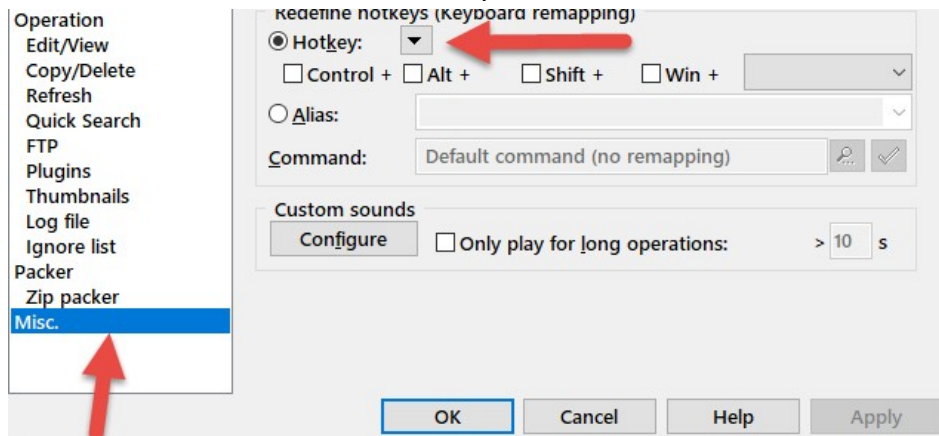 Operation
Edit/View
Copy/Delete
Refresh
Quick Search
FTP
Plugins
Thumbnails
Log file
Ignore list
Packer
Zip packer
Misc.
Redefine hotkeys (Keyboard remapping)
Hotkey:
Control + Alt + Shift + Win +
Alias:
Command: Default command (no remapping)
Custom sounds
Configure Only play for long operations: > 10 s
OK Cancel Help Apply